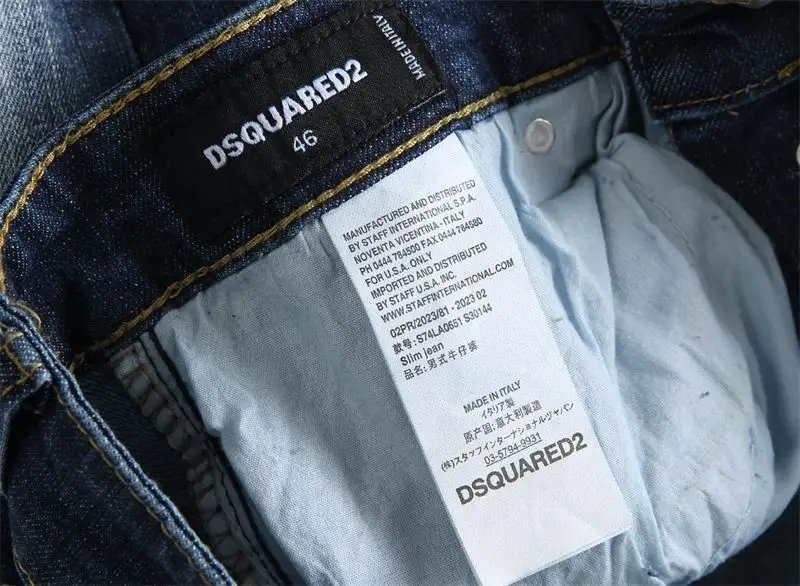 DSQUARED2
46
MADE IN ITALY
MANUFACTURED AND DISTRIBUTED
BY STAFF INTERNATIONAL S.P.A.
NOVENTA VICENTINA - ITALY
PH 0444 784500 FAX 0444 784580
FOR U.S.A. ONLY
IMPORTED AND DISTRIBUTED
BY STAFF U.S.A. INC.
WWW.STAFFINTERNATIONAL.COM
02PR/2023/81 - 2023 02
款号: S74LA0651 S30144
Slim jean
品名: 男式牛仔裤
MADE IN ITALY
イタリア製
原产国: 意大利製造
(株)スタッフインターナショナルヅャパン
03-5794-9931
DSQUARED2